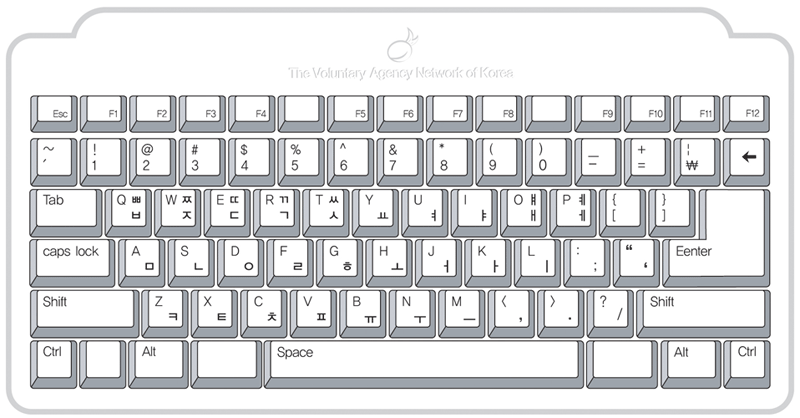 The Voluntary Agency Network of Korea
Esc F1 F2 F3 F4 F5 F6 F7 F8 F9 F10 F11 F12
~ ! @ # $ % ^ & * ( ) _ + ¦
' 1 2 3 4 5 6 7 8 9 0 − = ₩ ←
Tab Q ㅃ W ㅉ E ㄸ R ㄲ T ㅆ Y U I O ㅒ P ㅖ { }
ㅂ ㅈ ㄷ ㄱ ㅅ ㅛ ㅕ ㅑ ㅐ ㅔ [ ]
caps lock A S D F G H J K L : “ Eenter
ㅁ ㄴ ㅇ ㄹ ㅎ ㅗ ㅓ ㅏ ㅣ ; ‘
Shift Z X C V B N M 〈 〉 ? Shift
ㅋ ㅌ ㅊ ㅍ ㅠ ㅜ ㅡ , . /
Ctrl Alt Space Alt Ctrl